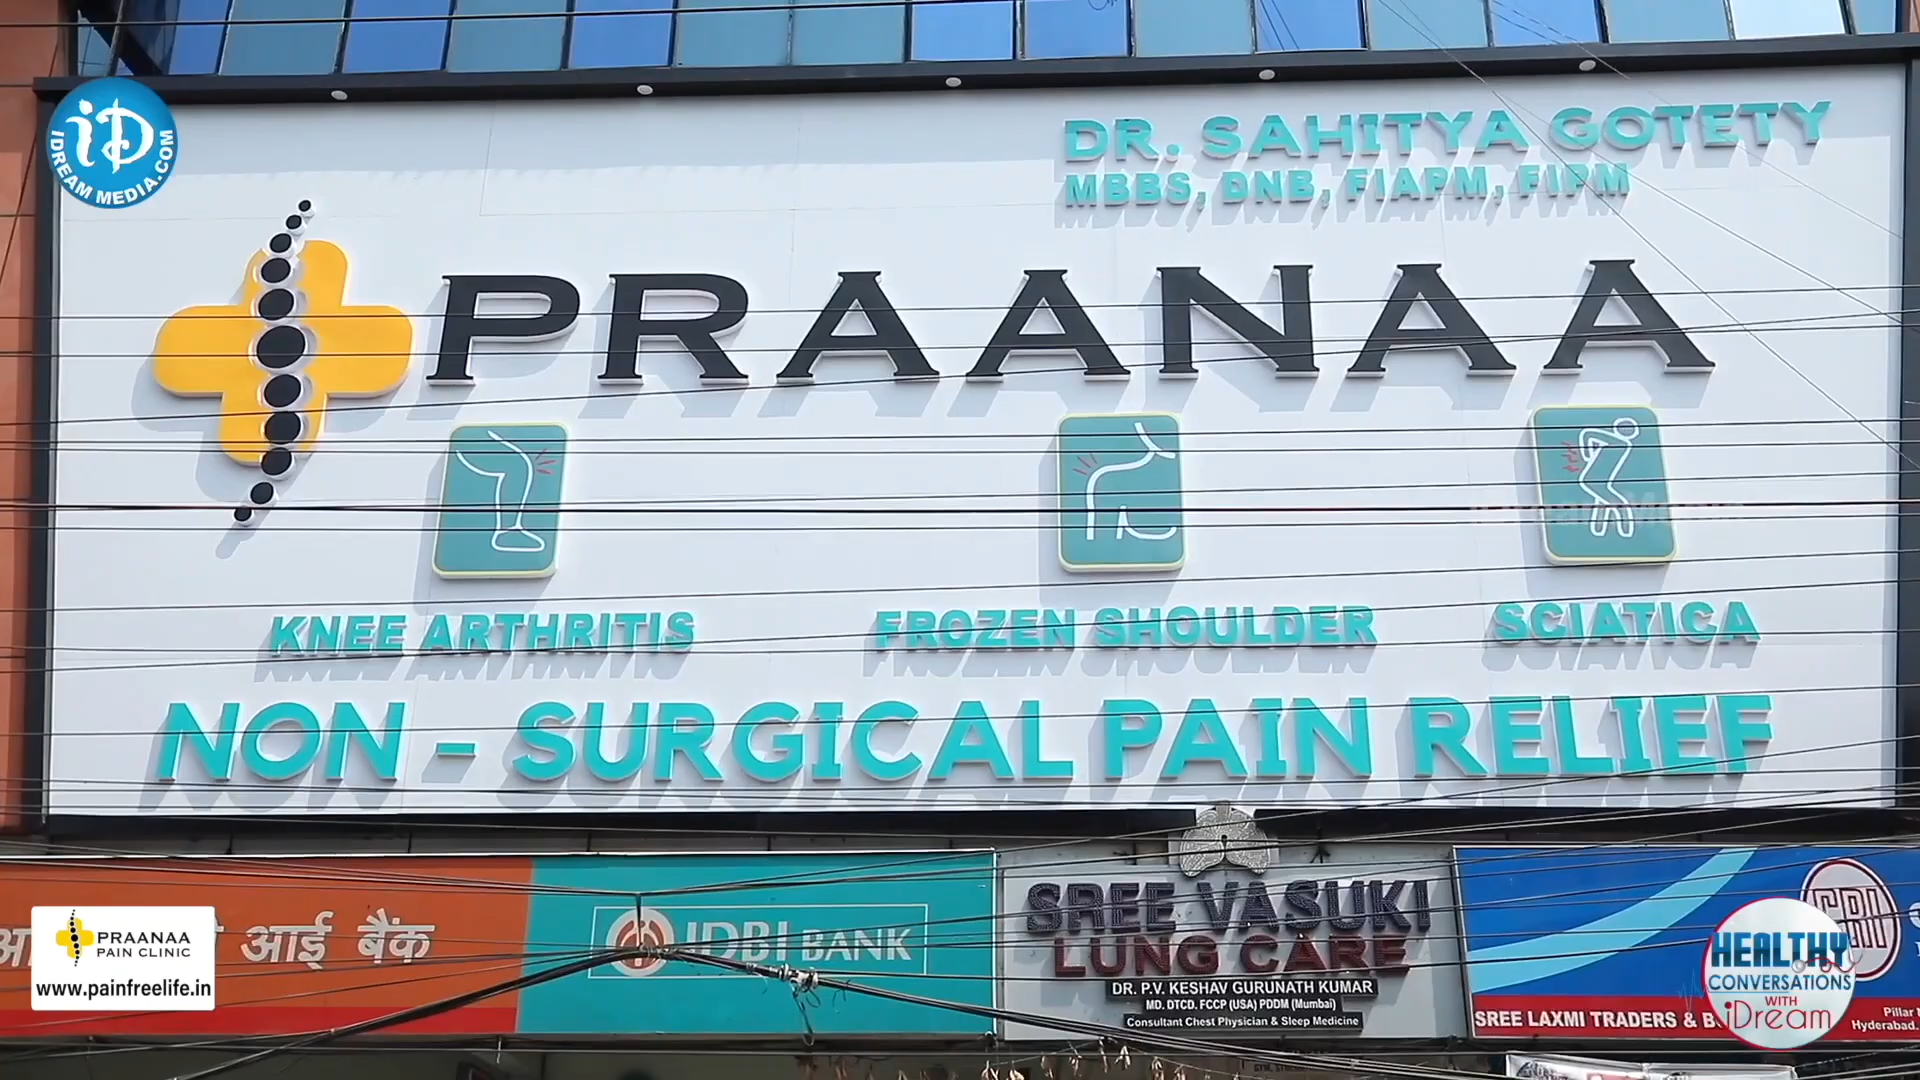 iD
IDREAM MEDIA.COM
DR. SAHITYA GOTETY
MBBS, DNB, FIAPM, FIPM
PRAANAA
KNEE ARTHRITIS
FROZEN SHOULDER
SCIATICA
NON - SURGICAL PAIN RELIEF
आई बैंक
IDBI BANK
SREE VASUKI
LUNG CARE
DR. P.V. KESHAV GURUNATH KUMAR
MD. DTCD. FCCP (USA) PDDM (Mumbai)
Consultant Chest Physician & Sleep Medicine
SREE LAXMI TRADERS &
Pillar
Hyderabad.
PRAANAA
PAIN CLINIC
www.painfreelife.in
HEALTHY
CONVERSATIONS
WITH
iDream